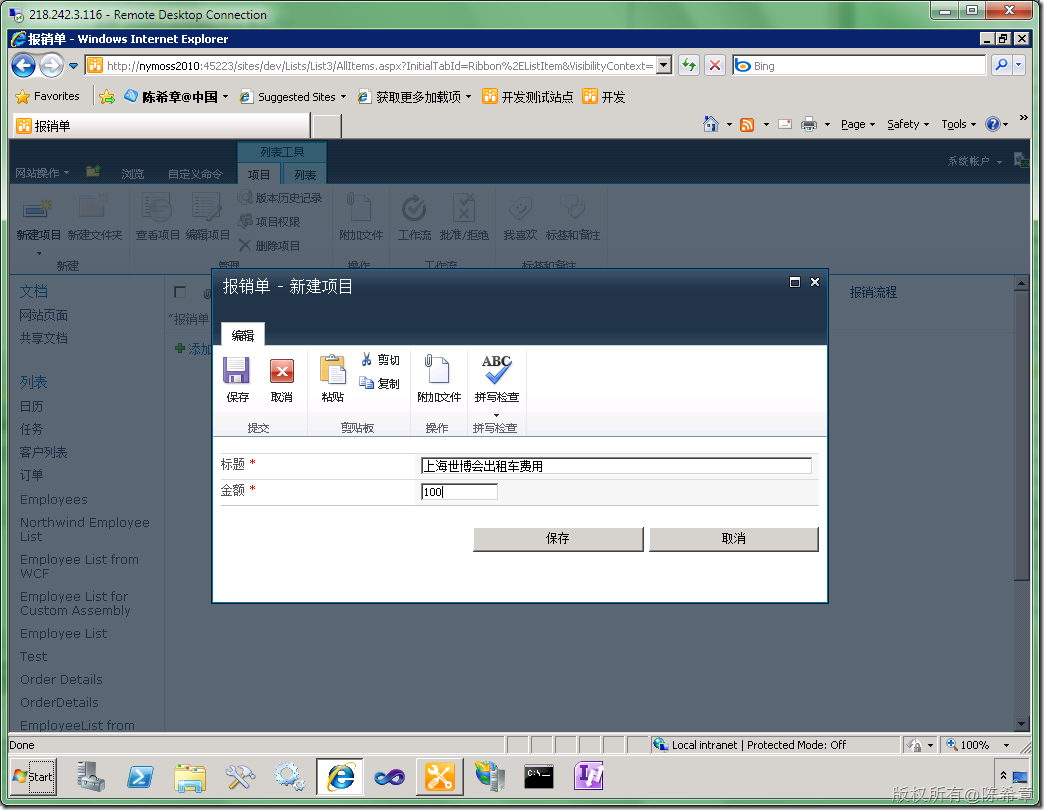 218.242.3.116 - Remote Desktop Connection
报销单 - Windows Internet Explorer
http://nymoss2010:45223/sites/dev/Lists/List3/AllItems.aspx?InitialTabId=Ribbon%2EListItem&VisibilityContext=
Bing
Favorites
陈希章@中国
Suggested Sites
获取更多加载项
开发测试站点
开发
报销单
Page
Safety
Tools
列表工具
系统帐户
网站操作
浏览
自定义命令
项目
列表
新建项目
新建文件夹
查看项目
编辑项目
版本历史记录
项目权限
删除项目
附加文件
工作流
批准/拒绝
我喜欢
标签和备注
新建
管理
操作
工作流
标签和备注
文档
网站页面
共享文档
列表
日历
任务
客户列表
订单
Employees
Northwind Employee
List
Employee List from
WCF
Employee List for
Custom Assembly
Employee List
Test
Order Details
OrderDetails
EmployeeList from
"报销单
添加
报销流程
报销单 - 新建项目
编辑
保存
取消
粘贴
剪切
复制
附加文件
ABC
拼写检查
提交
剪贴板
操作
拼写检查
标题 *
上海世博会出租车费用
金额 *
100
保存
取消
Done
Local intranet | Protected Mode: Off
100%
Start
版权所有@陈希章